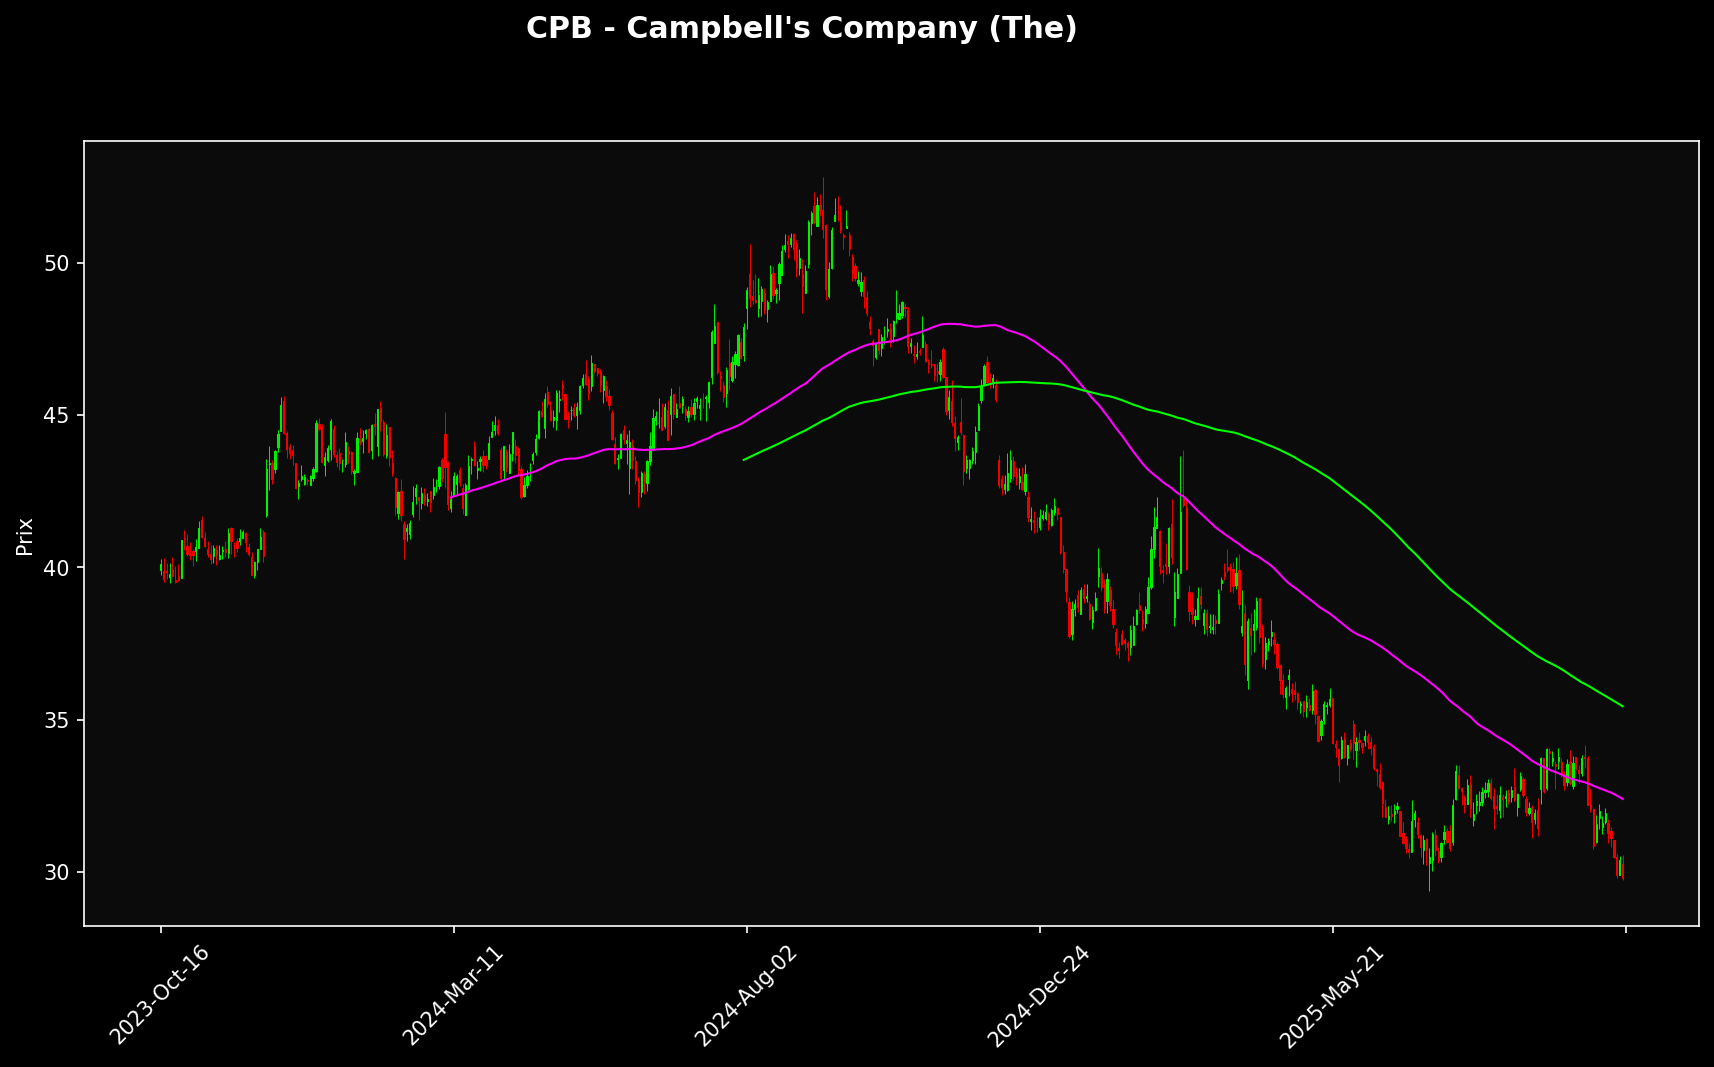 CPB - Campbell's Company (The)
Prix
50
45
40
35
30
2023-Oct-16
2024-Mar-11
2024-Aug-02
2024-Dec-24
2025-May-21